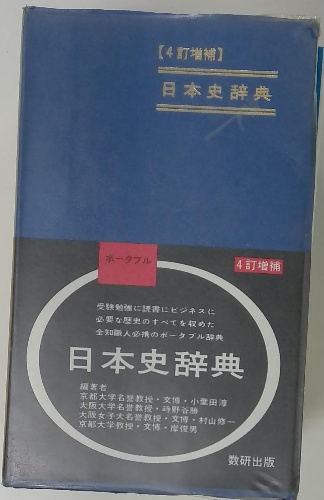 【4訂増補】
日本史辞典
ポータブル
4訂増補
受験勉強に読書にビジネスに
必要な歴史のすべてを収めた
全知識人必携のポータブル辞典
日本史辞典
編著者
京都大学名誉教授・文博・小葉田淳
大阪大学名誉教授・時野谷勝
大阪女子大名誉教授・文博・村山修一
京都大学教授・文博・岸俊男
数研出版